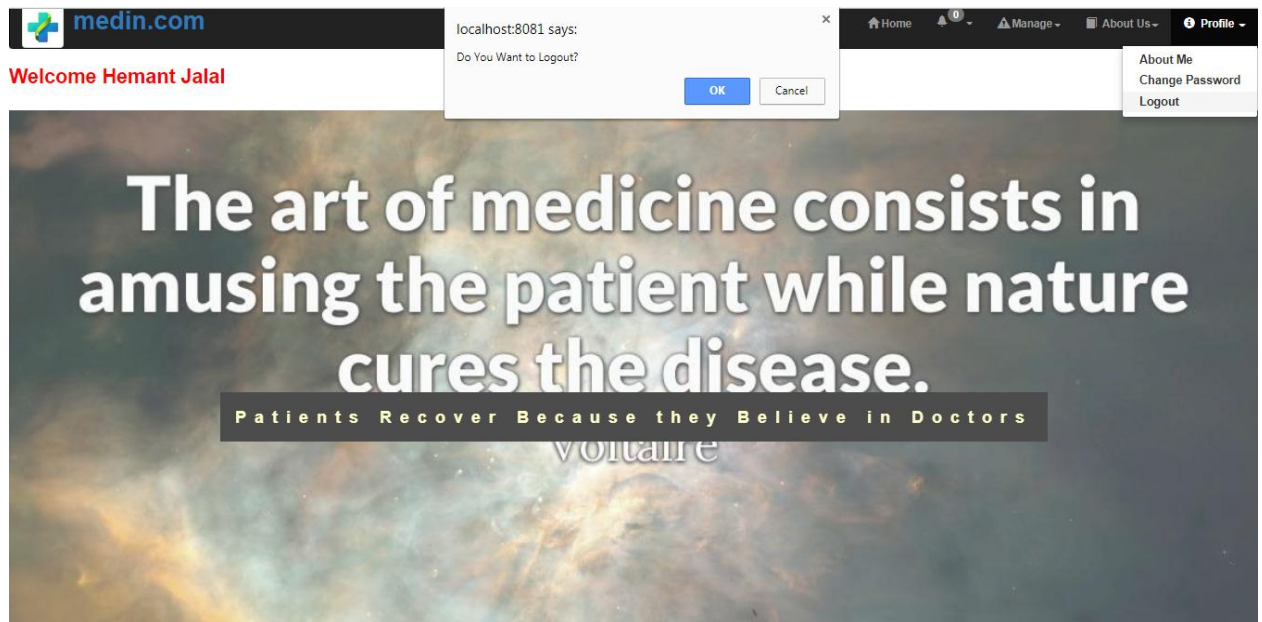 medin.com
localhost:8081 says:
Do You Want to Logout?
OK
Cancel
Home
0
Manage
About Us
Profile
About Me
Change Password
Logout
Welcome Hemant Jalal
The art of medicine consists in
amusing the patient while nature
cures the disease.
Patients Recover Because they Believe in Doctors
Voltaire